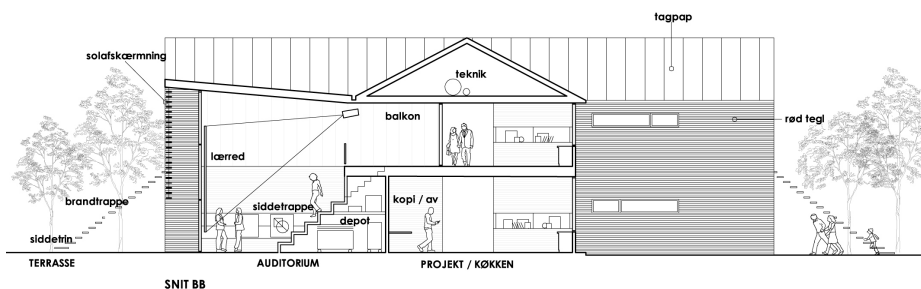 tagpap
solafskærmning
teknik
balkon
rød tegl
lærred
brandtrappe
siddetrappe
kopi / av
depot
siddetrin
TERRASSE
AUDITORIUM
PROJEKT / KØKKEN
SNIT BB